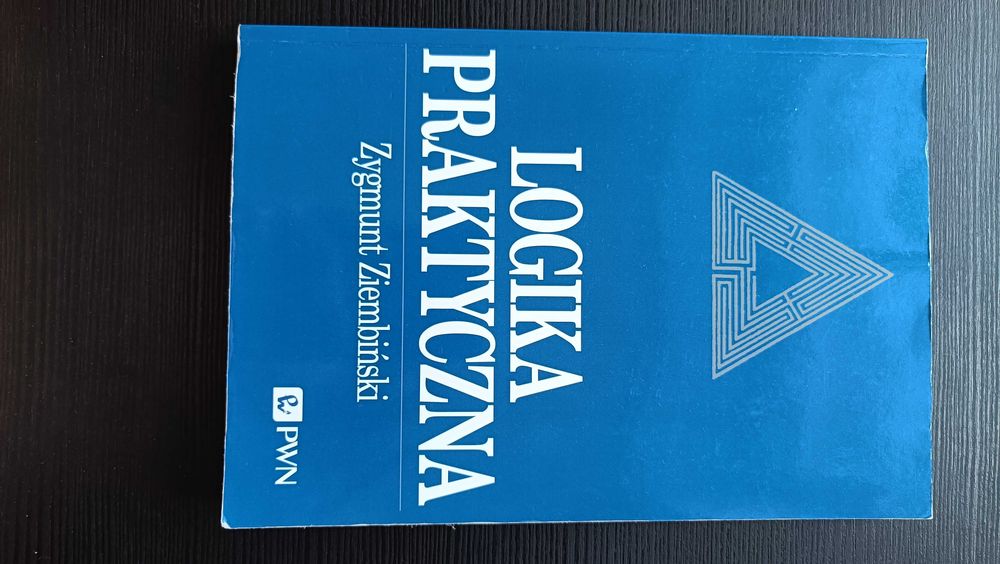 LOGIKA
PRAKTYCZNA
Zygmunt Ziembiński
PWN